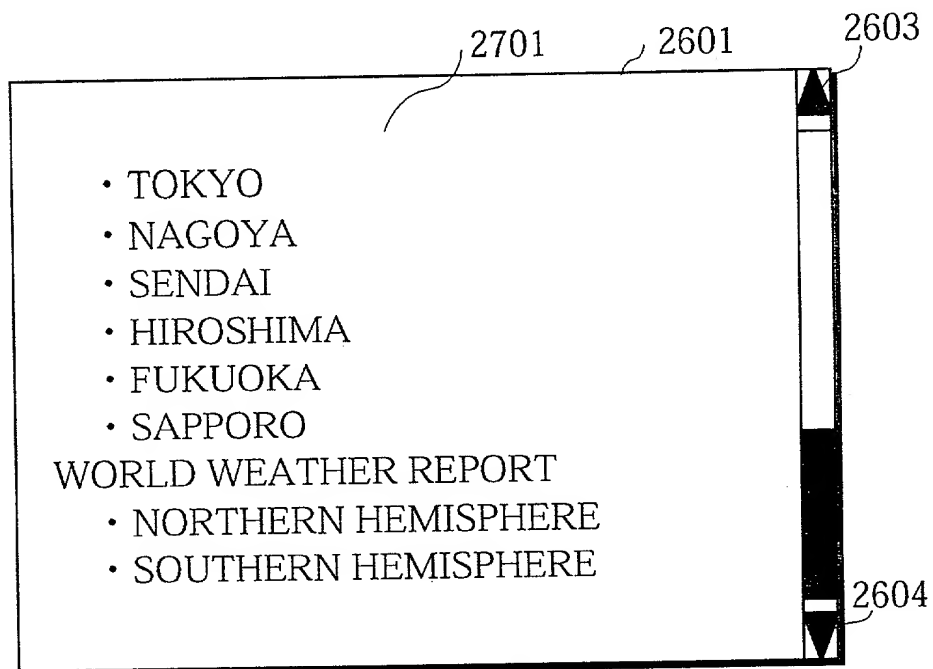 2701
2601
2603
・TOKYO
・NAGOYA
・SENDAI
・HIROSHIMA
・FUKUOKA
・SAPPORO
WORLD WEATHER REPORT
・NORTHERN HEMISPHERE
・SOUTHERN HEMISPHERE
2604